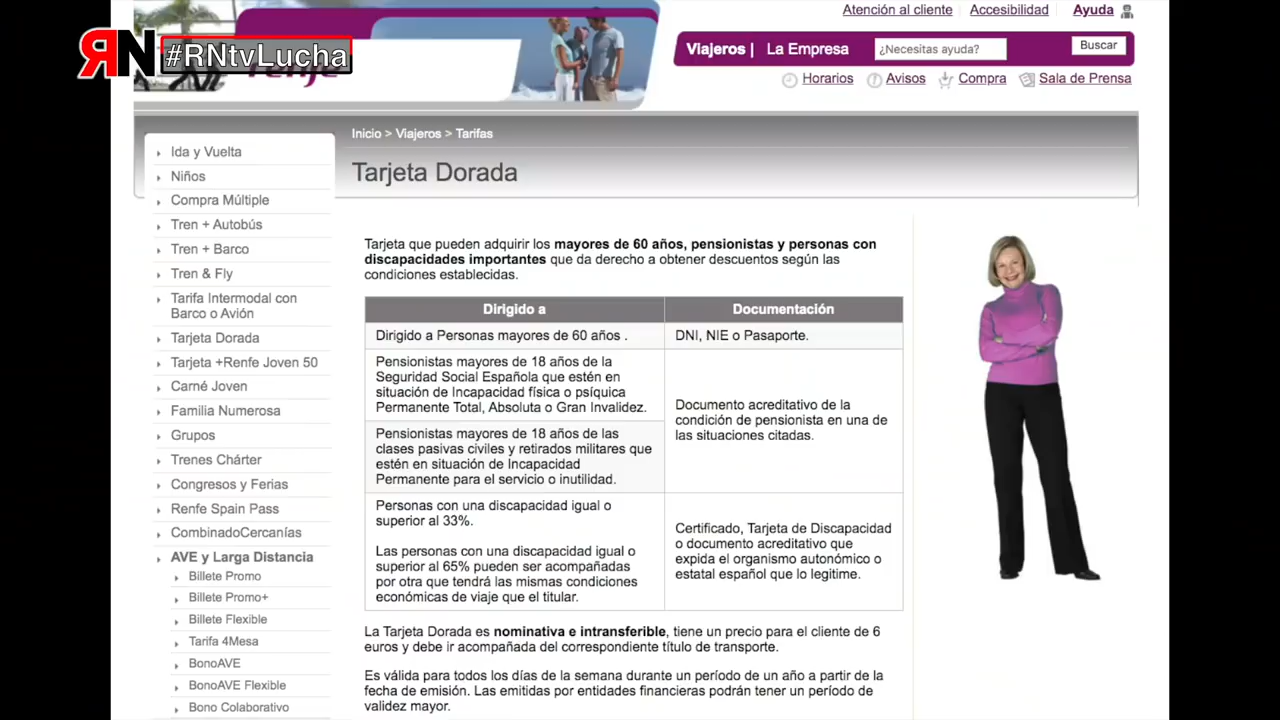 RN #RNtvLucha
renfe
Atención al cliente
Accesibilidad
Ayuda
Viajeros | La Empresa
¿Necesitas ayuda?
Buscar
Horarios
Avisos
Compra
Sala de Prensa
Inicio > Viajeros > Tarifas
Tarjeta Dorada
Ida y Vuelta
Niños
Compra Múltiple
Tren + Autobús
Tren + Barco
Tren & Fly
Tarifa Intermodal con
Barco o Avión
Tarjeta Dorada
Tarjeta +Renfe Joven 50
Carné Joven
Familia Numerosa
Grupos
Trenes Chárter
Congresos y Ferias
Renfe Spain Pass
CombinadoCercanías
AVE y Larga Distancia
Billete Promo
Billete Promo+
Billete Flexible
Tarifa 4Mesa
BonoAVE
BonoAVE Flexible
Bono Colaborativo
Tarjeta que pueden adquirir los mayores de 60 años, pensionistas y personas con
discapacidades importantes que da derecho a obtener descuentos según las
condiciones establecidas.
Dirigido a
Documentación
Dirigido a Personas mayores de 60 años .
DNI, NIE o Pasaporte.
Pensionistas mayores de 18 años de la
Seguridad Social Española que estén en
situación de Incapacidad física o psíquica
Permanente Total, Absoluta o Gran Invalidez.
Pensionistas mayores de 18 años de las
clases pasivas civiles y retirados militares que
estén en situación de Incapacidad
Permanente para el servicio o inutilidad.
Documento acreditativo de la
condición de pensionista en una de
las situaciones citadas.
Personas con una discapacidad igual o
superior al 33%.
Las personas con una discapacidad igual o
superior al 65% pueden ser acompañadas
por otra que tendrá las mismas condiciones
económicas de viaje que el titular.
Certificado, Tarjeta de Discapacidad
o documento acreditativo que
expida el organismo autonómico o
estatal español que lo legitime.
La Tarjeta Dorada es nominativa e intransferible, tiene un precio para el cliente de 6
euros y debe ir acompañada del correspondiente título de transporte.
Es válida para todos los días de la semana durante un período de un año a partir de la
fecha de emisión. Las emitidas por entidades financieras podrán tener un período de
validez mayor.